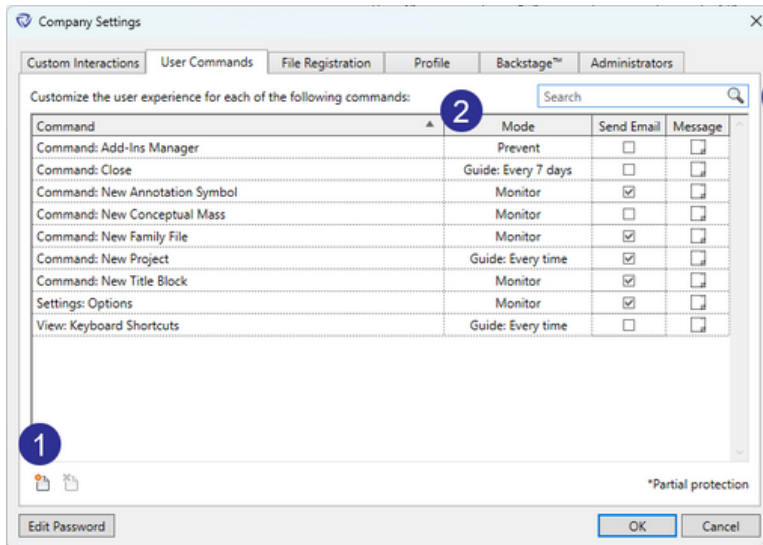 Company Settings
Custom Interactions User Commands File Registration Profile Backstage™ Administrators
Customize the user experience for each of the following commands: Search
2
Command Mode Send Email Message
Command: Add-Ins Manager Prevent
Command: Close Guide: Every 7 days
Command: New Annotation Symbol Monitor
Command: New Conceptual Mass Monitor
Command: New Family File Monitor
Command: New Project Guide: Every time
Command: New Title Block Monitor
Settings: Options Monitor
View: Keyboard Shortcuts Guide: Every time
1
*Partial protection
Edit Password OK Cancel